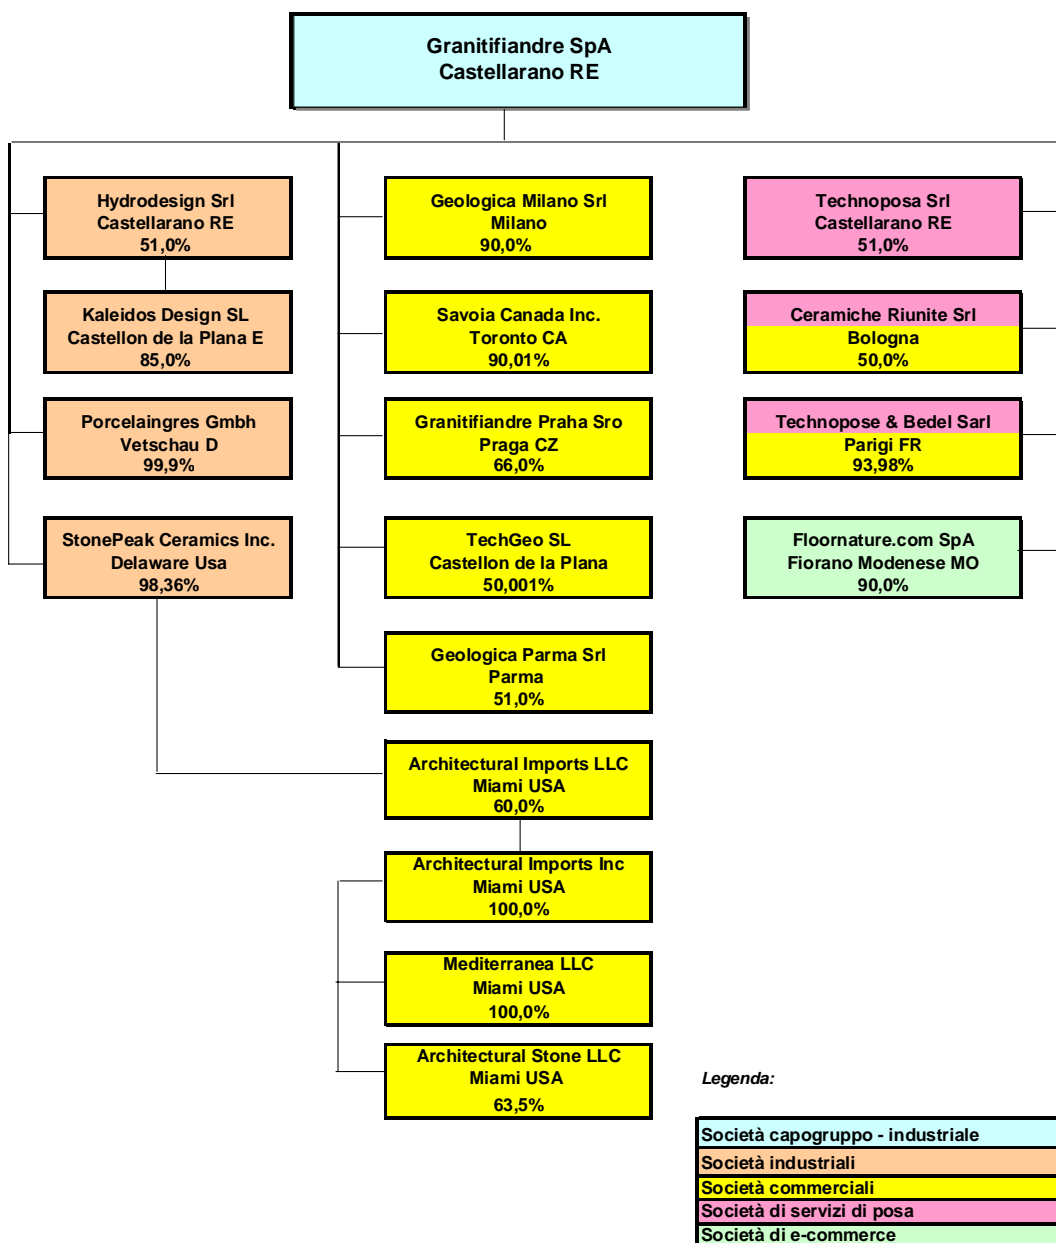 Granitifiandre SpA
Castellarano RE
Hydrodesign Srl
Castellarano RE
51,0%
Kaleidos Design SL
Castellon de la Plana E
85,0%
Porcelaingres Gmbh
Vetschau D
99,9%
StonePeak Ceramics Inc.
Delaware Usa
98,36%
Geologica Milano Srl
Milano
90,0%
Savoia Canada Inc.
Toronto CA
90,01%
Granitifiandre Praha Sro
Praga CZ
66,0%
TechGeo SL
Castellon de la Plana
50,001%
Geologica Parma Srl
Parma
51,0%
Architectural Imports LLC
Miami USA
60,0%
Architectural Imports Inc
Miami USA
100,0%
Mediterranea LLC
Miami USA
100,0%
Architectural Stone LLC
Miami USA
63,5%
Technoposa Srl
Castellarano RE
51,0%
Ceramiche Riunite Srl
Bologna
50,0%
Technopose & Bedel Sarl
Parigi FR
93,98%
Floornature.com SpA
Fiorano Modenese MO
90,0%
Legenda:
Società capogruppo - industriale
Società industriali
Società commerciali
Società di servizi di posa
Società di e-commerce